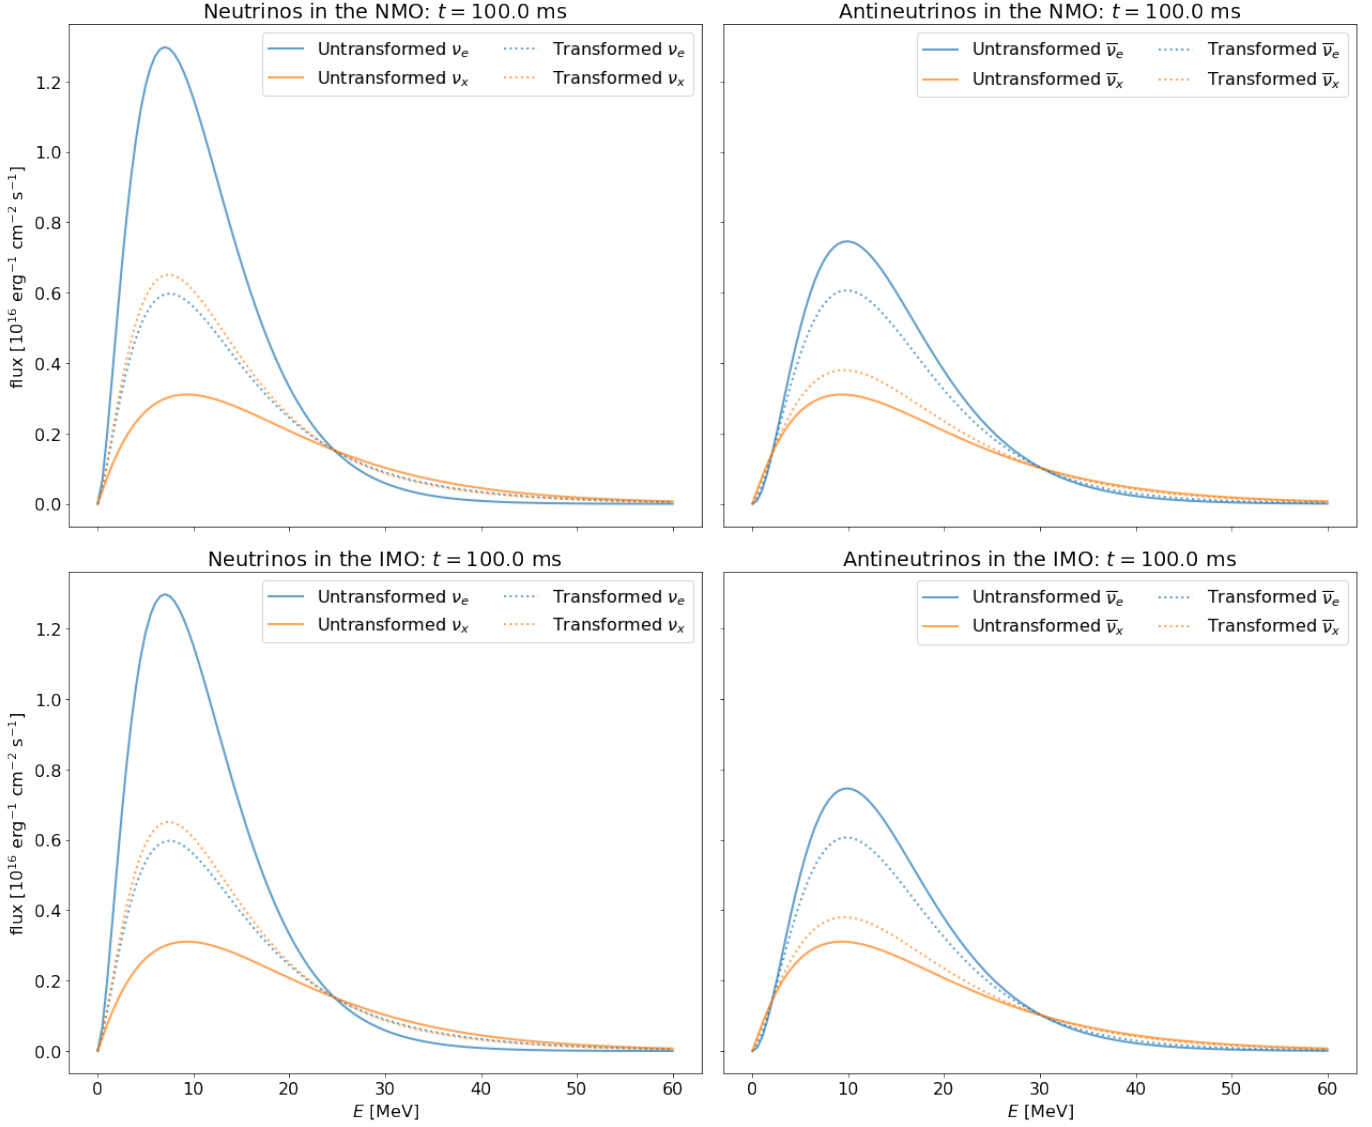 Neutrinos in the NMO: t = 100.0 ms
Untransformed νe Transformed νe
Untransformed νx Transformed νx
1.2
1.0
0.8
0.6
0.4
0.2
0.0
flux [10^16 erg^−1 cm^−2 s^−1]
Antineutrinos in the NMO: t = 100.0 ms
Untransformed ν̅e Transformed ν̅e
Untransformed ν̅x Transformed ν̅x
Neutrinos in the IMO: t = 100.0 ms
Untransformed νe Transformed νe
Untransformed νx Transformed νx
1.2
1.0
0.8
0.6
0.4
0.2
0.0
flux [10^16 erg^−1 cm^−2 s^−1]
0 10 20 30 40 50 60
E [MeV]
Antineutrinos in the IMO: t = 100.0 ms
Untransformed ν̅e Transformed ν̅e
Untransformed ν̅x Transformed ν̅x
0 10 20 30 40 50 60
E [MeV]